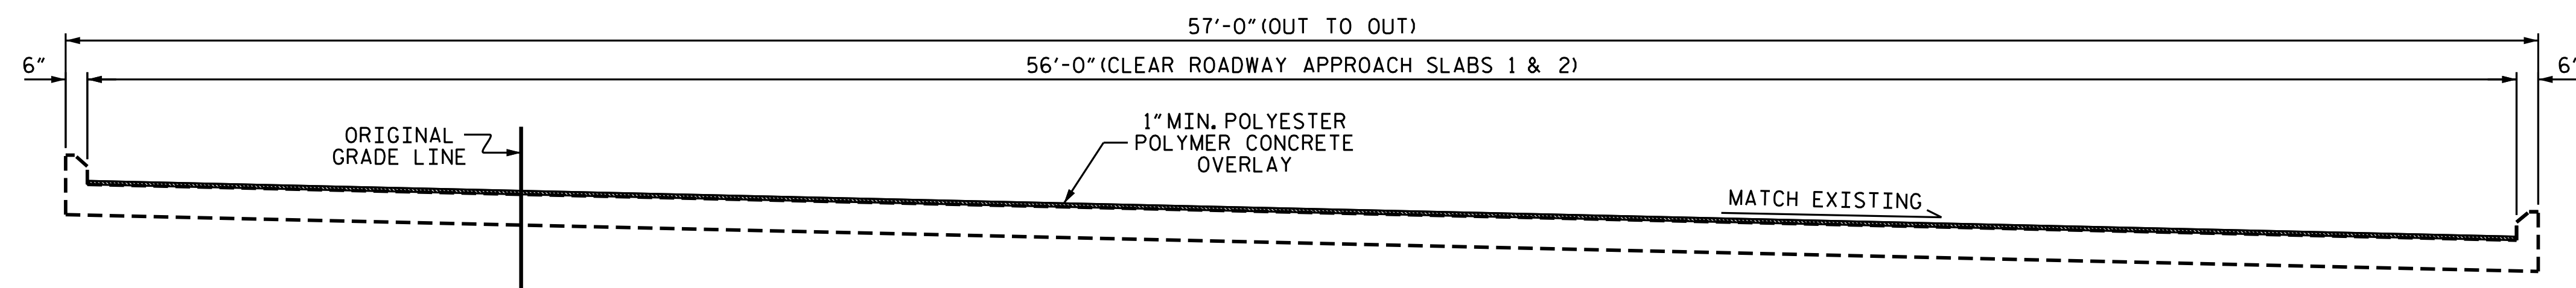 57'-0"(OUT TO OUT)
6"
56'-0"(CLEAR ROADWAY APPROACH SLABS 1 & 2)
6"
ORIGINAL
GRADE LINE
1"MIN. POLYESTER
POLYMER CONCRETE
OVERLAY
MATCH EXISTING